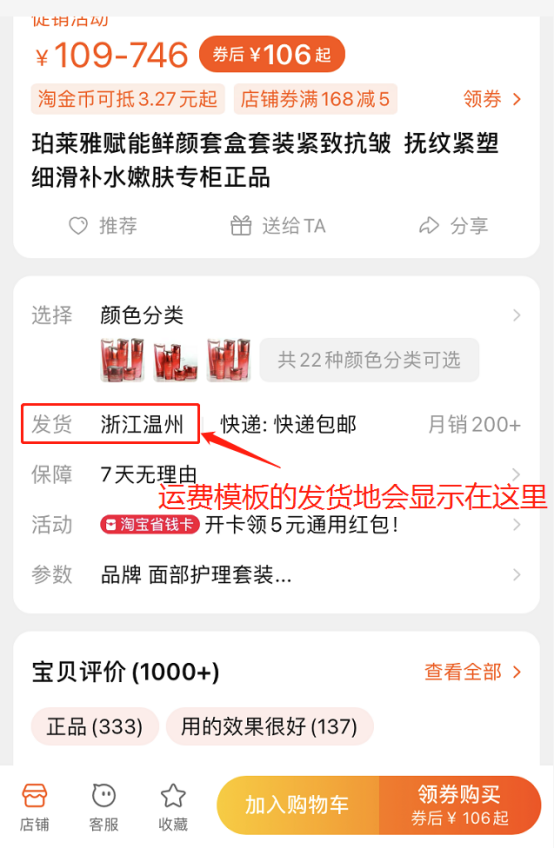 促销活动
¥109-746 券后¥106起
淘金币可抵3.27元起 店铺券满168减5 领券
珀莱雅赋能鲜颜套盒套装紧致抗皱 抚纹紧塑
细滑补水嫩肤专柜正品
推荐 送给TA 分享
选择 颜色分类
共22种颜色分类可选
发货 浙江温州 快递: 快递包邮 月销200+
保障 7天无理由
运费模板的发货地会显示在这里
活动 淘宝省钱卡 开卡领5元通用红包!
参数 品牌 面部护理套装...
宝贝评价(1000+) 查看全部
正品(333) 用的效果很好(137)
店铺 客服 收藏 加入购物车 领券购买
券后¥106起